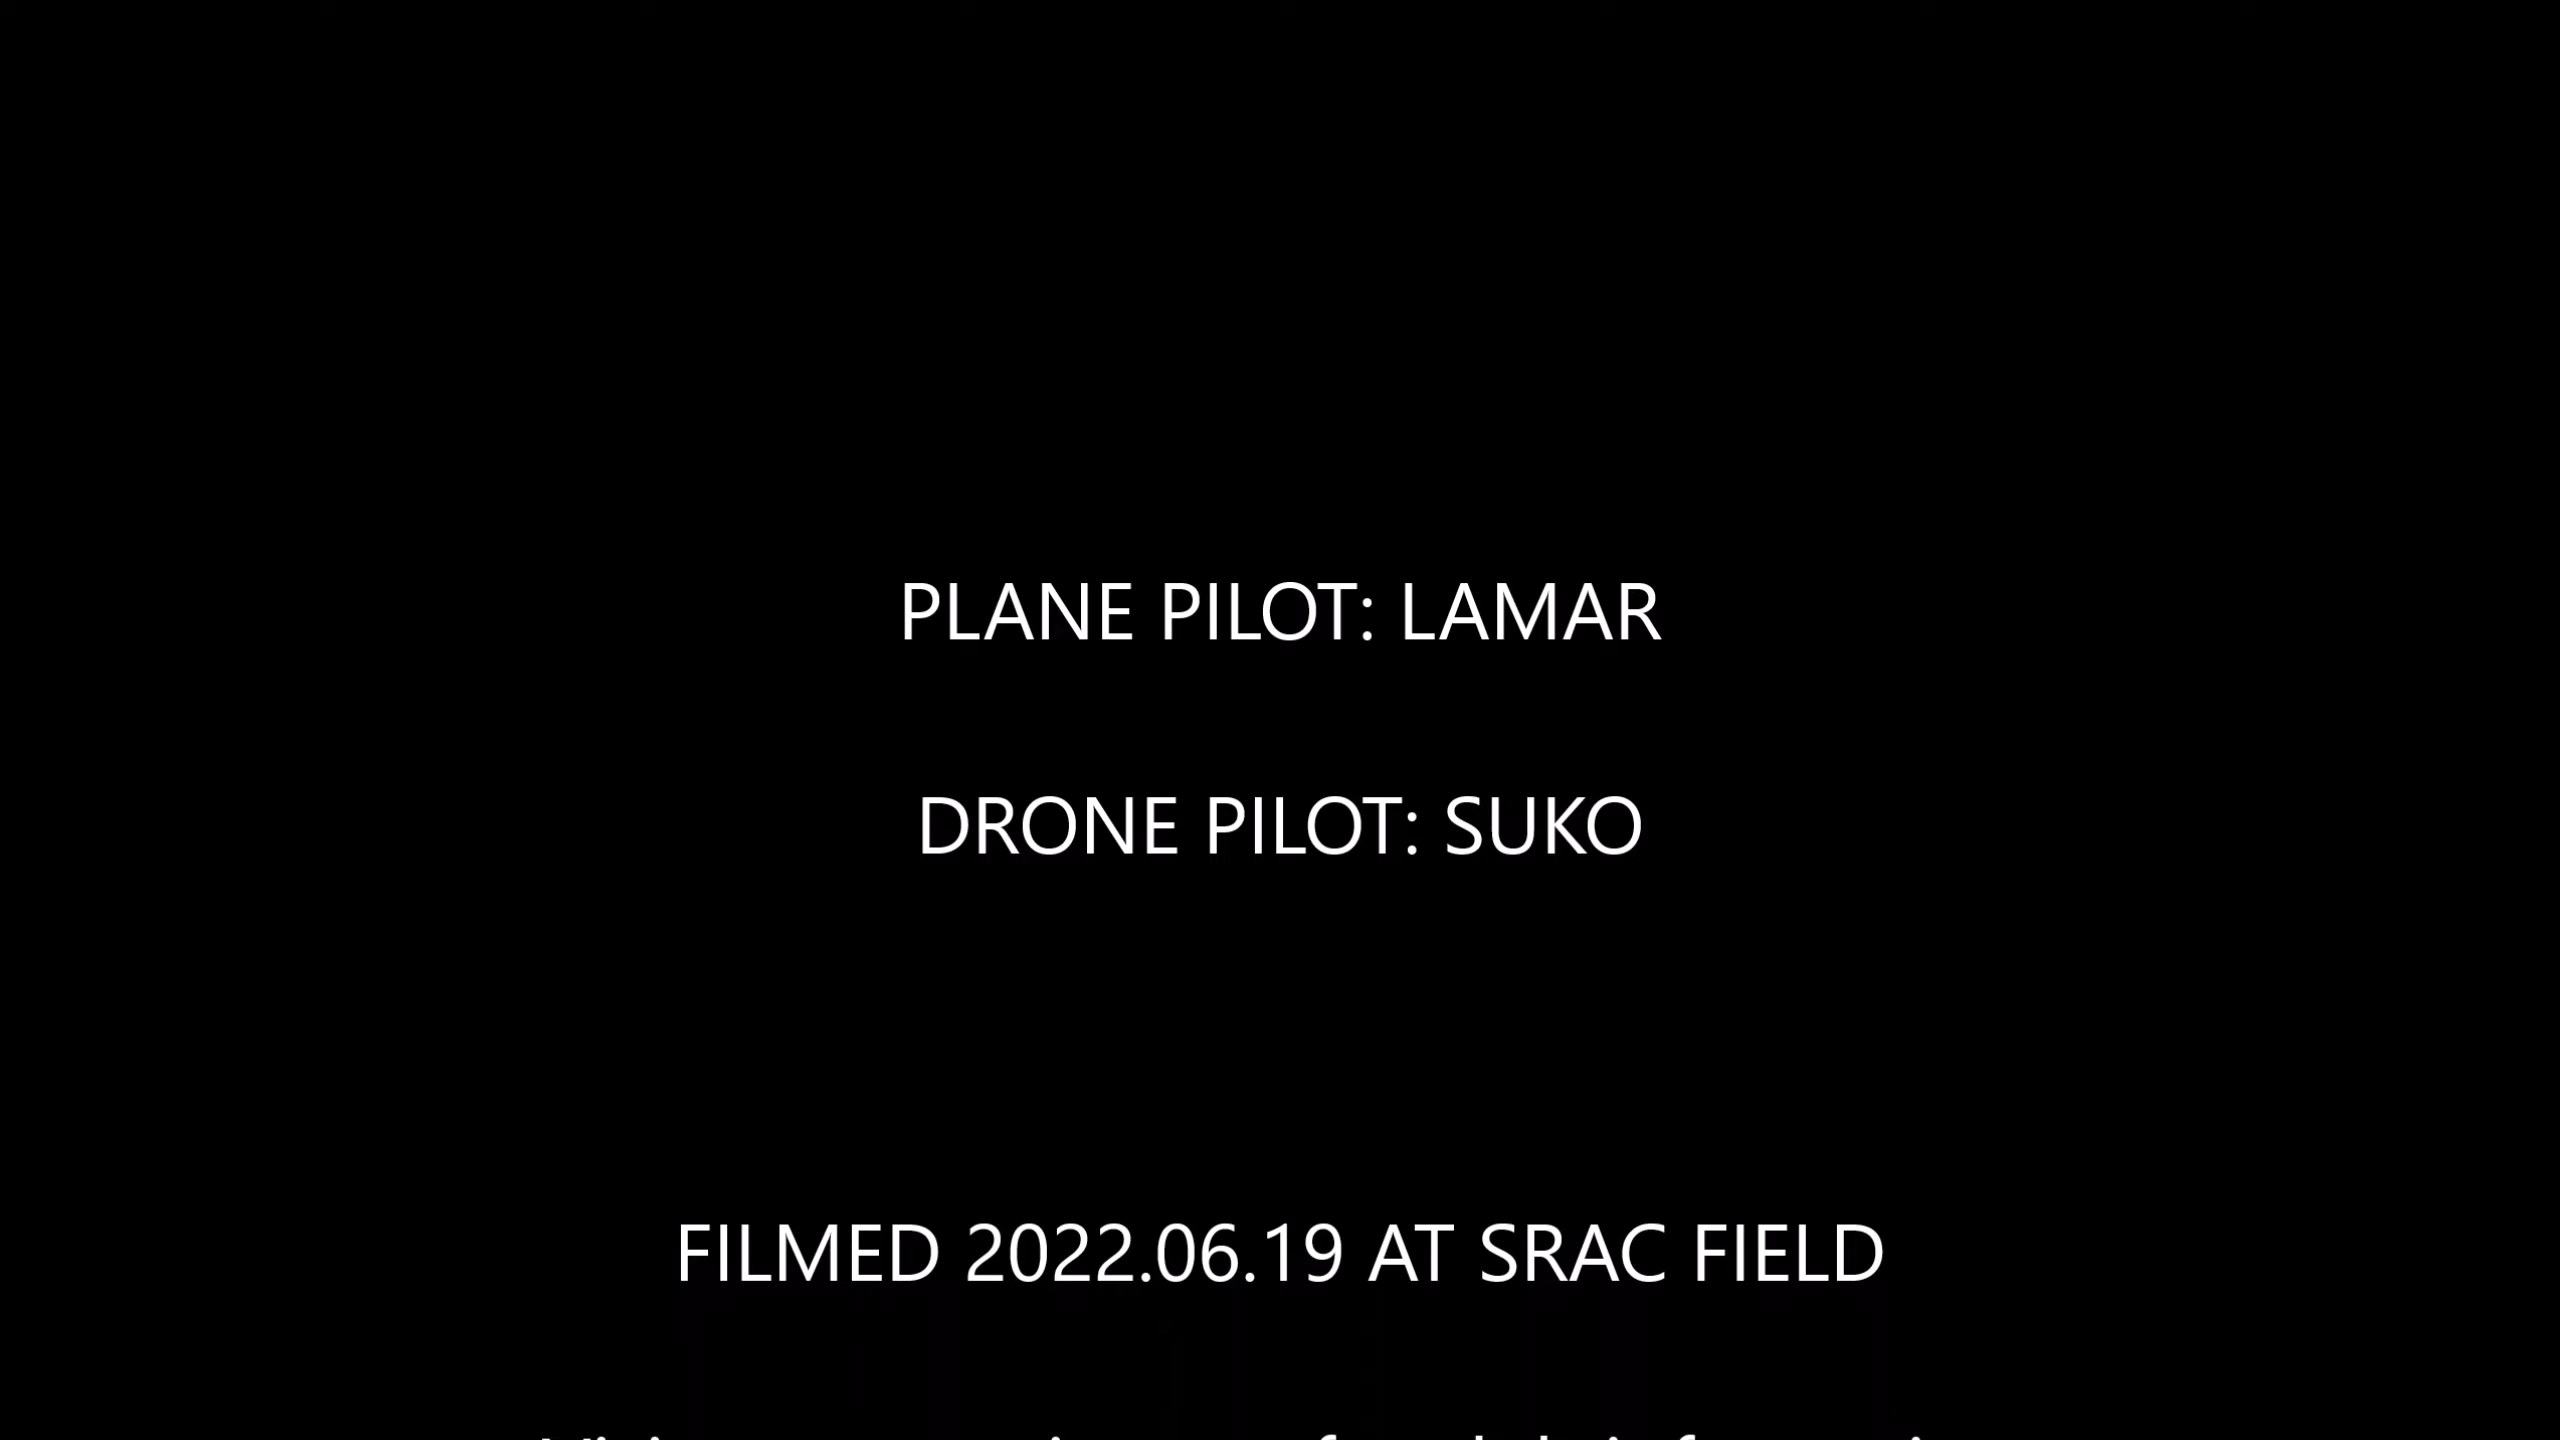 PLANE PILOT: LAMAR
DRONE PILOT: SUKO
FILMED 2022.06.19 AT SRAC FIELD